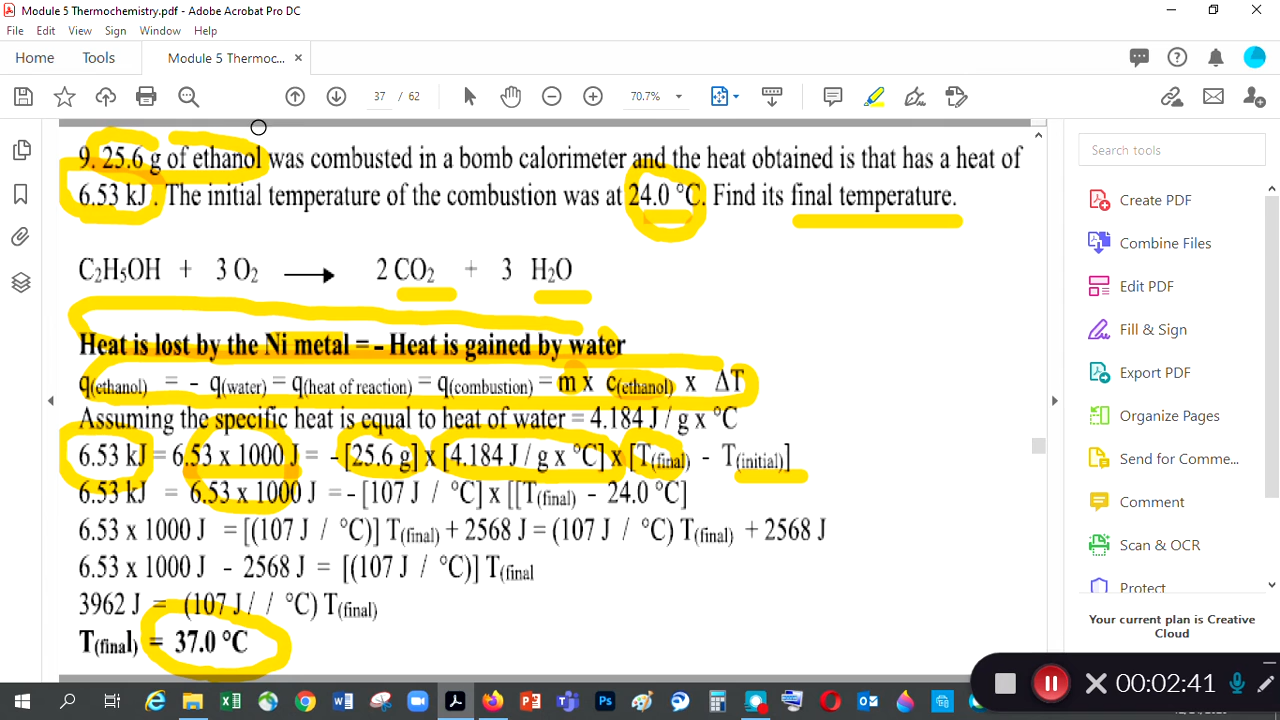 Module 5 Thermochemistry.pdf - Adobe Acrobat Pro DC
File Edit View Sign Window Help
Home Tools Module 5 Thermoc... ×
37 / 62 70.7%
9. 25.6 g of ethanol was combusted in a bomb calorimeter and the heat obtained is that has a heat of
6.53 kJ . The initial temperature of the combustion was at 24.0 °C. Find its final temperature.
C₂H₅OH + 3 O₂ ⟶ 2 CO₂ + 3 H₂O
Heat is lost by the Ni metal = - Heat is gained by water
q(ethanol) = - q(water) = q(heat of reaction) = q(combustion) = m x c(ethanol) x ΔT
Assuming the specific heat is equal to heat of water = 4.184 J / g x °C
6.53 kJ = 6.53 x 1000 J = -[25.6 g] x [4.184 J / g x °C] x [T(final) - T(initial)]
6.53 kJ = 6.53 x 1000 J = - [107 J / °C] x [[T(final) - 24.0 °C]
6.53 x 1000 J = [(107 J / °C)] T(final) + 2568 J = (107 J / °C) T(final) + 2568 J
6.53 x 1000 J - 2568 J = [(107 J / °C)] T(final
3962 J = (107 J/ / °C) T(final)
T(final) = 37.0 °C
Search tools
Create PDF
Combine Files
Edit PDF
Fill & Sign
Export PDF
Organize Pages
Send for Comme...
Comment
Scan & OCR
Protect
Your current plan is Creative
Cloud
00:02:41